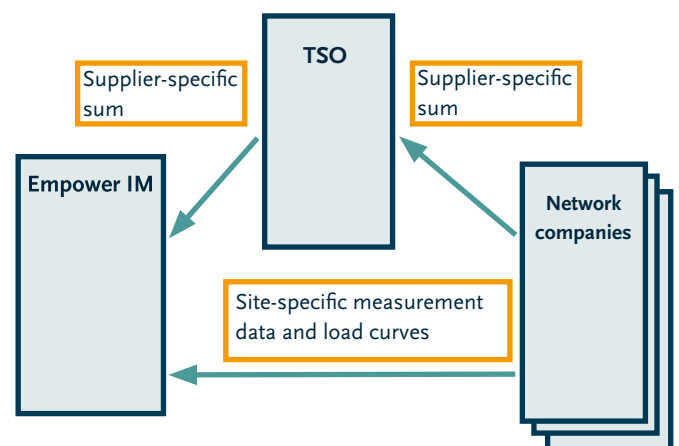 TSO
Supplier-specific
sum
Supplier-specific
sum
Empower IM
Network
companies
Site-specific measurement
data and load curves